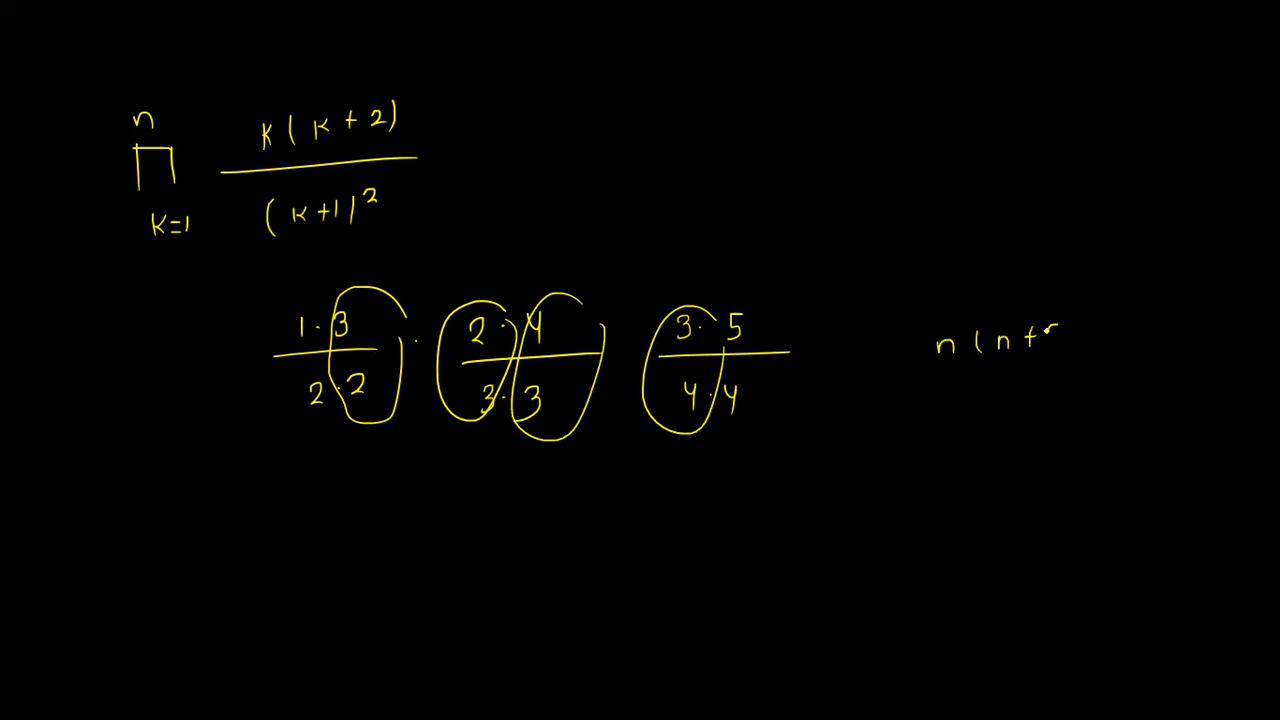 n
∏ k(k+2)
k=1 (k+1)²
1·3 · 2·4 3·5 n(n+
2·2 3·3 4·4